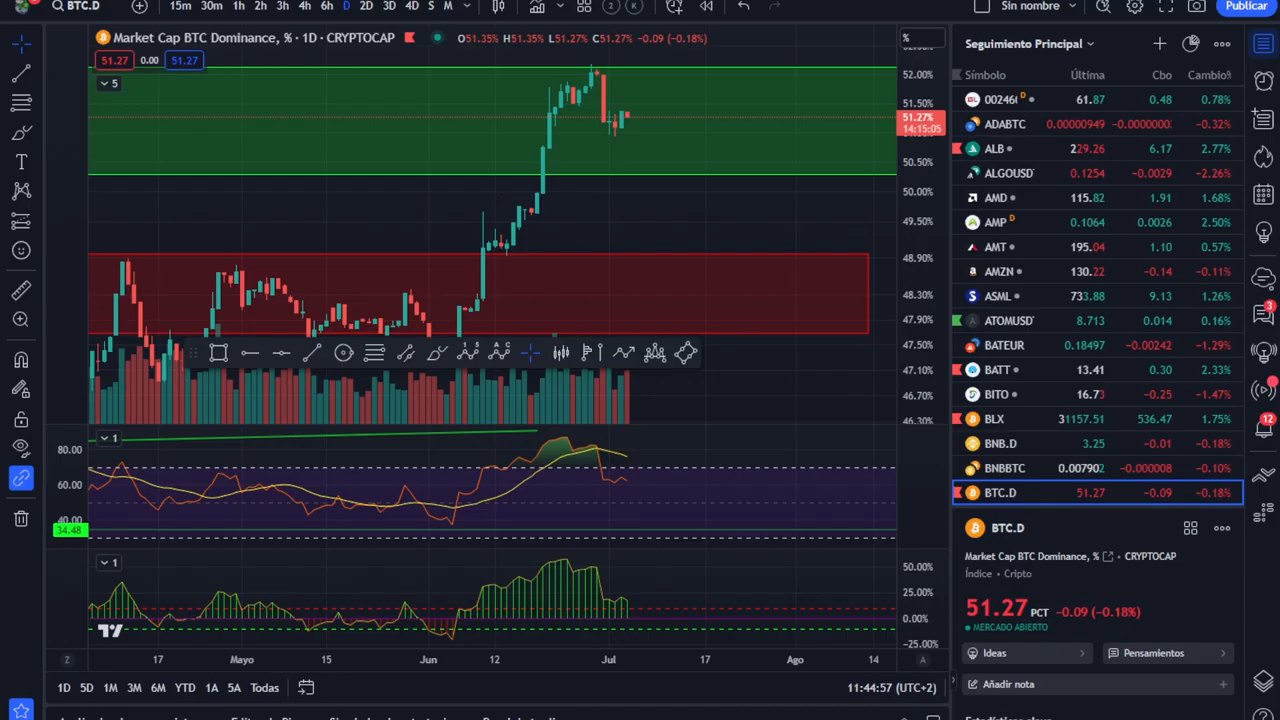 BTC.D 15m 30m 1h 2h 3h 4h 6h D 2D 3D 4D S M 2 K Sin nombre Publicar
Market Cap BTC Dominance, % · 1D · CRYPTOCAP O51.35% H51.35% L51.27% C51.27% -0.09 (-0.18%) %
51.27 0.00 51.27
5
52.00%
51.50%
51.27%
14:15:05
50.50%
50.00%
49.50%
48.90%
48.30%
47.90%
47.50%
47.10%
46.70%
46.30%
1
80.00
60.00
40.00
34.48
1
50.00%
25.00%
0.00%
-25.00%
Z 17 Mayo 15 Jun 12 Jul 17 Ago 14 A
1D 5D 1M 3M 6M YTD 1A 5A Todas 11:44:57 (UTC+2)
Seguimiento Principal
Símbolo Última Cbo Cambio%
00246 D 61.87 0.48 0.78%
ADABTC 0.00000949 -0.0000000 -0.32%
ALB 229.26 6.17 2.77%
ALGOUSD 0.1254 -0.0029 -2.26%
AMD 115.82 1.91 1.68%
AMP D 0.1064 0.0026 2.50%
AMT 195.04 1.10 0.57%
AMZN 130.22 -0.14 -0.11%
ASML 733.88 9.13 1.26%
ATOMUSD 8.713 0.014 0.16%
BATEUR 0.18497 -0.00242 -1.29%
BATT 13.41 0.30 2.33%
BITO 16.73 -0.25 -1.47%
BLX 31157.51 536.47 1.75%
BNB.D 3.25 -0.01 -0.18%
BNBBTC 0.007902 -0.000008 -0.10%
BTC.D 51.27 -0.09 -0.18%
BTC.D
Market Cap BTC Dominance, % · CRYPTOCAP
Índice · Cripto
51.27 PCT -0.09 (-0.18%)
MERCADO ABIERTO
Ideas Pensamientos
Añadir nota
3
12